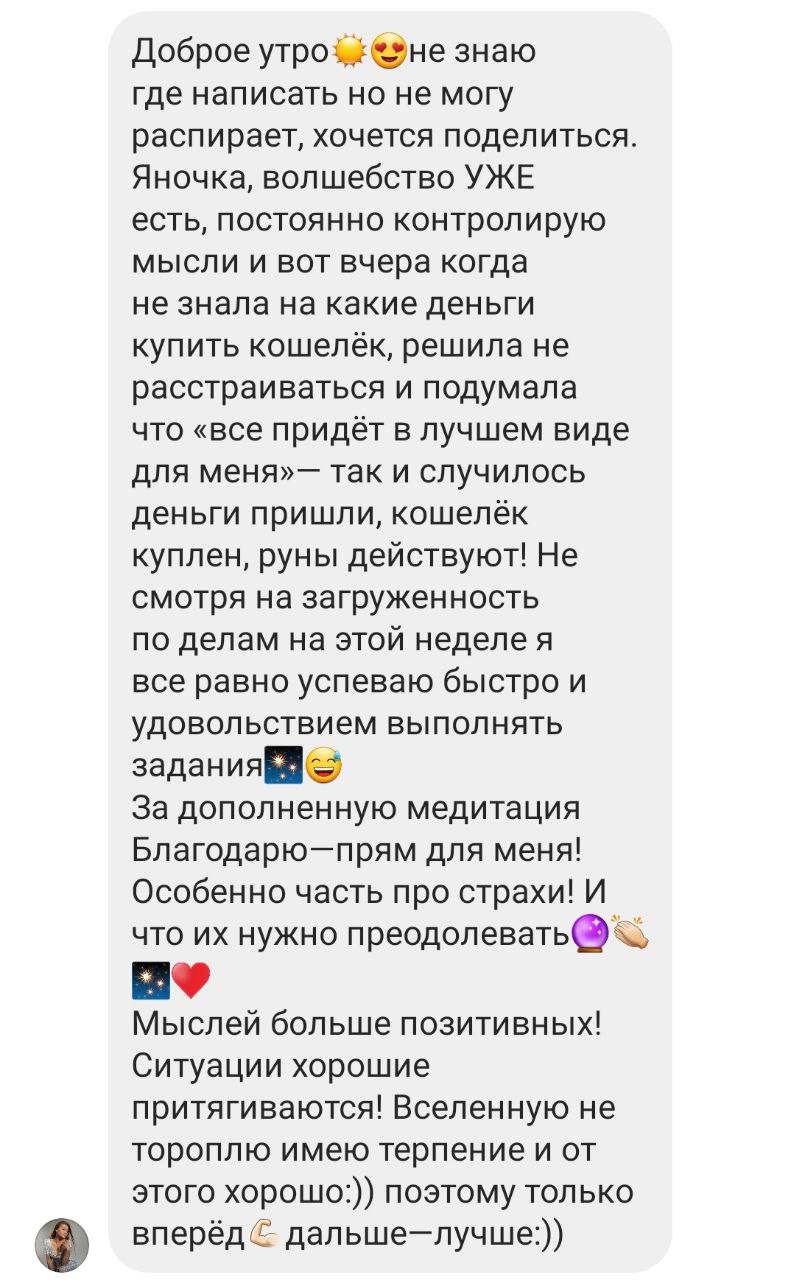 Доброе утро☀️😍не знаю
где написать но не могу
распирает, хочется поделиться.
Яночка, волшебство УЖЕ
есть, постоянно контролирую
мысли и вот вчера когда
не знала на какие деньги
купить кошелёк, решила не
расстраиваться и подумала
что «все придёт в лучшем виде
для меня»— так и случилось
деньги пришли, кошелёк
куплен, руны действуют! Не
смотря на загруженность
по делам на этой неделе я
все равно успеваю быстро и
удовольствием выполнять
задания🎇😅
За дополненную медитация
Благодарю—прям для меня!
Особенно часть про страхи! И
что их нужно преодолевать🔮👏🏻
🎇❤️
Мыслей больше позитивных!
Ситуации хорошие
притягиваются! Вселенную не
тороплю имею терпение и от
этого хорошо:)) поэтому только
вперёд💪🏻 дальше—лучше:))